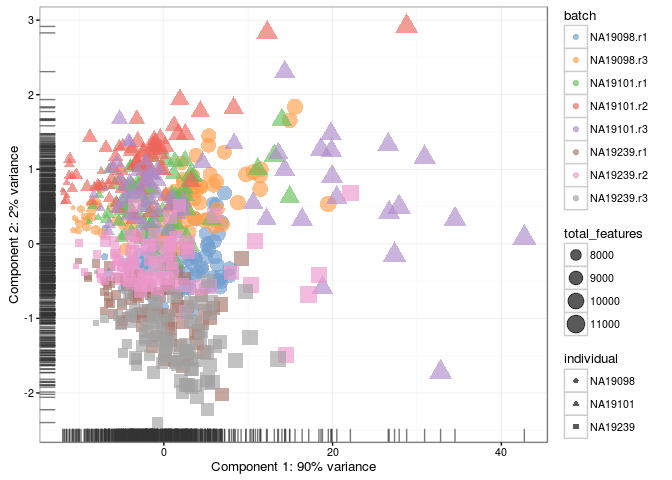 3
2
1
0
-1
-2
Component 2: 2% variance
0
20
40
Component 1: 90% variance
batch
NA19098.r1
NA19098.r3
NA19101.r1
NA19101.r2
NA19101.r3
NA19239.r1
NA19239.r2
NA19239.r3
total_features
8000
9000
10000
11000
individual
NA19098
NA19101
NA19239